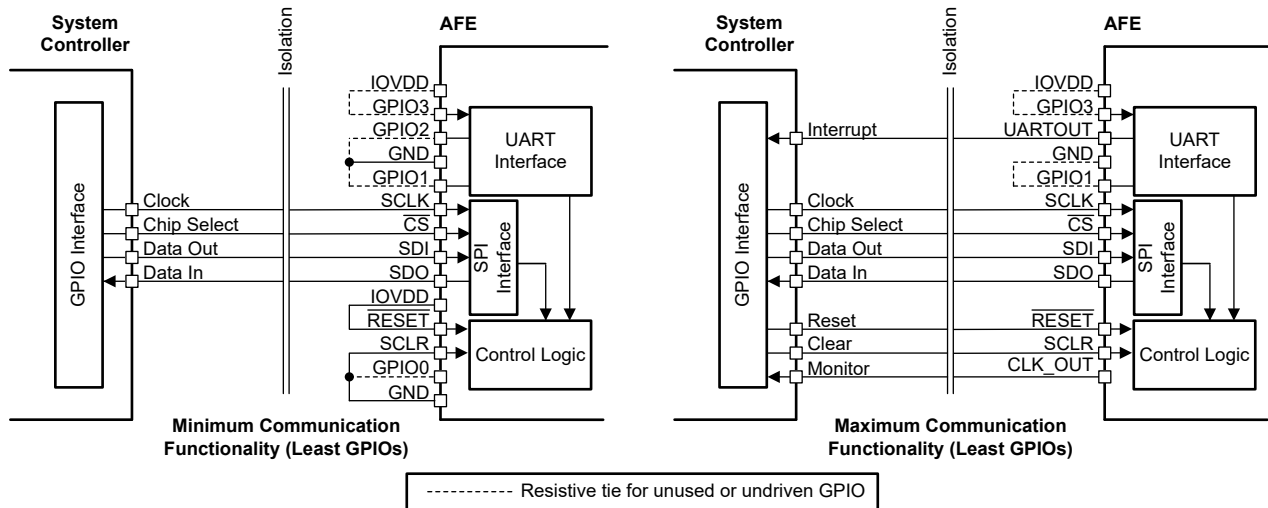 System
Controller
Isolation
AFE
IOVDD
GPIO3
GPIO2
GND
GPIO1
UART
Interface
GPIO Interface
Clock
SCLK
Chip Select
CS
Data Out
SDI
Data In
SDO
SPI
Interface
IOVDD
RESET
SCLR
GPIO0
GND
Control Logic
Minimum Communication
Functionality (Least GPIOs)
System
Controller
Isolation
AFE
IOVDD
GPIO3
Interrupt
UARTOUT
GND
GPIO1
UART
Interface
GPIO Interface
Clock
SCLK
Chip Select
CS
Data Out
SDI
Data In
SDO
SPI
Interface
Reset
RESET
Clear
SCLR
Monitor
CLK_OUT
Control Logic
Maximum Communication
Functionality (Least GPIOs)
Resistive tie for unused or undriven GPIO